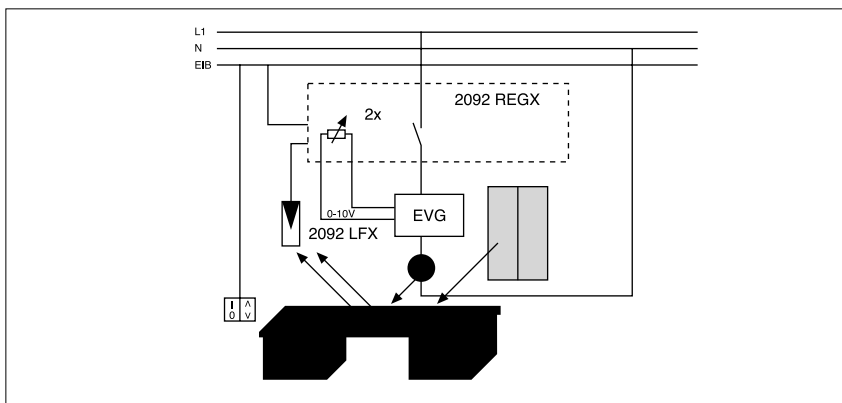 L1
N
EIB
2092 REGX
2x
EVG
0-10V
2092 LFX
I ^
0 v